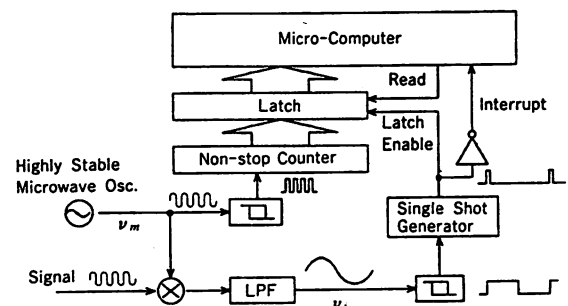 Micro-Computer
Read
Interrupt
Latch
Latch
Enable
Non-stop Counter
Highly Stable
Microwave Osc.
ν_m
Single Shot
Generator
Signal
LPF